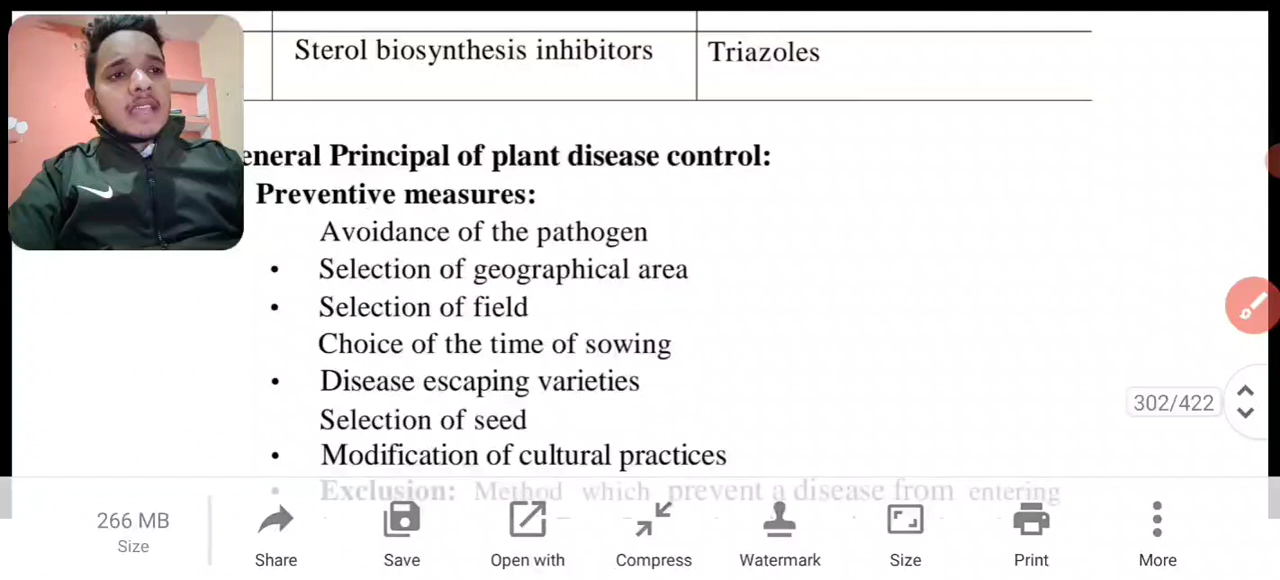 Sterol biosynthesis inhibitors
Triazoles
eneral Principal of plant disease control:
Preventive measures:
Avoidance of the pathogen
• Selection of geographical area
• Selection of field
Choice of the time of sowing
• Disease escaping varieties
Selection of seed
• Modification of cultural practices
• Exclusion: Method which prevent a disease from entering
302/422
266 MB
Size
Share
Save
Open with
Compress
Watermark
Size
Print
More